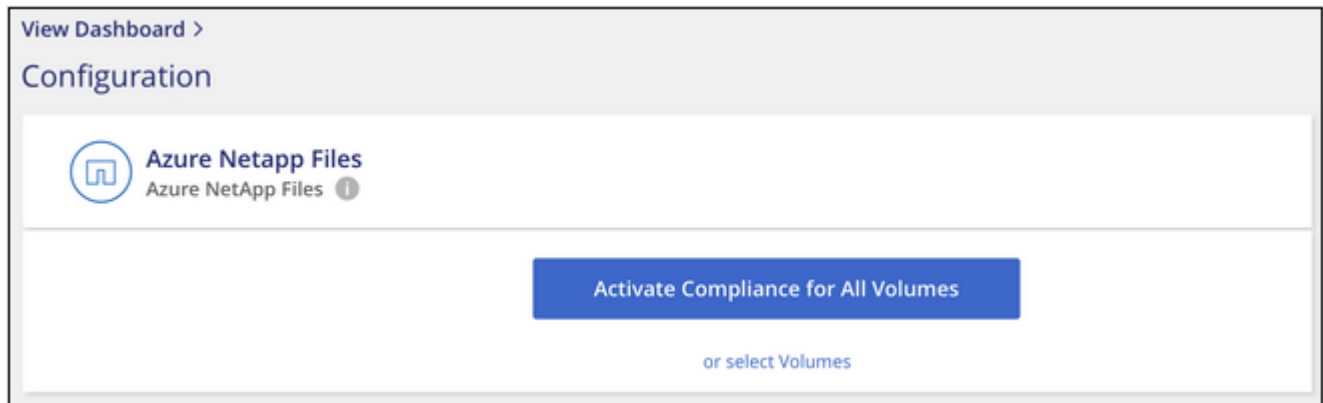 View Dashboard >
Configuration
Azure Netapp Files
Azure NetApp Files
Activate Compliance for All Volumes
or select Volumes